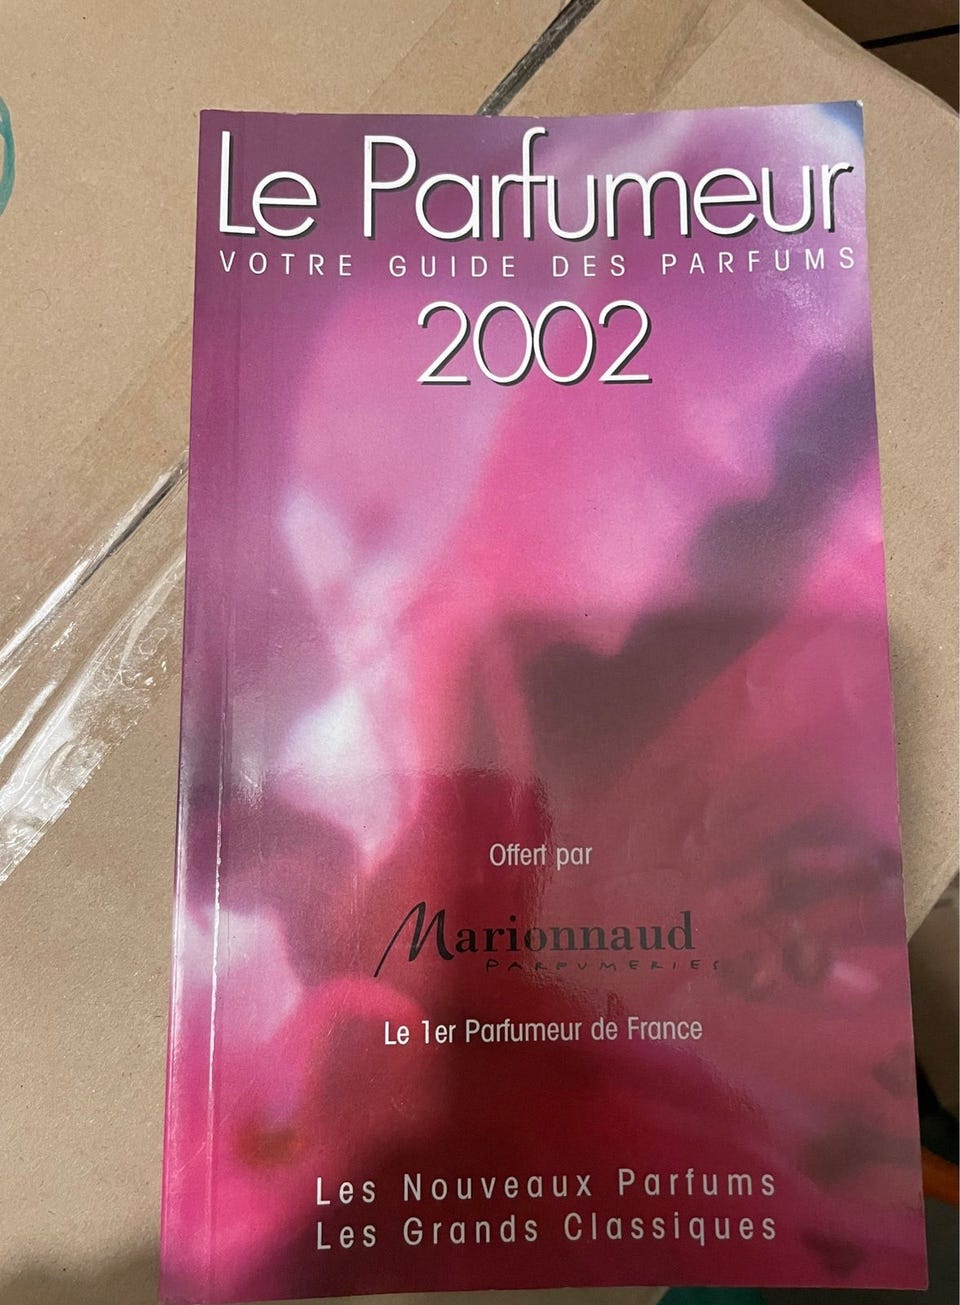 Le Parfumeur
VOTRE GUIDE DES PARFUMS
2002
Offert par
Marionnaud
PARFUMERIES
Le 1er Parfumeur de France
Les Nouveaux Parfums
Les Grands Classiques